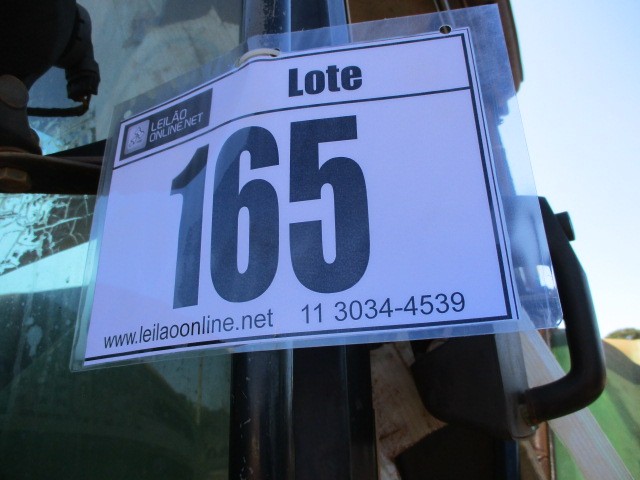 Lote
LEILÃO
ONLINE.NET
165
www.leilaoonline.net 11 3034-4539